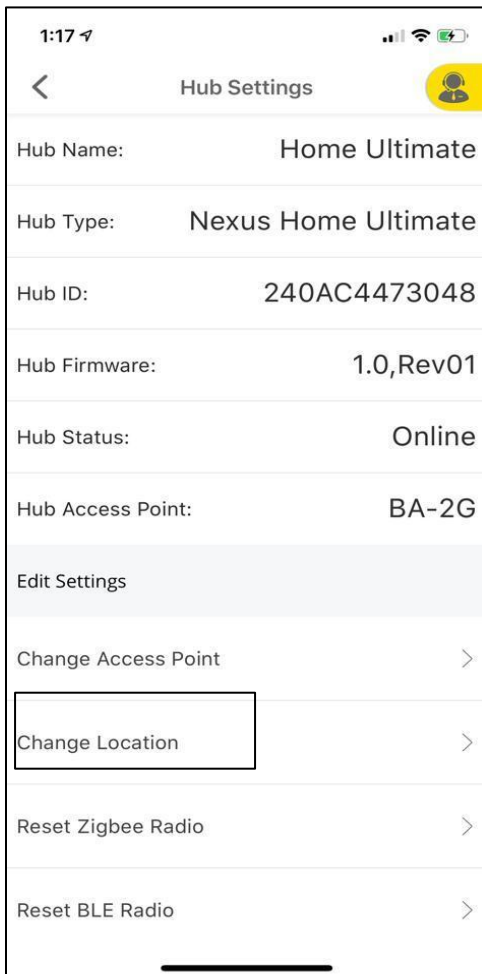 1:17
Hub Settings
Hub Name: Home Ultimate
Hub Type: Nexus Home Ultimate
Hub ID: 240AC4473048
Hub Firmware: 1.0,Rev01
Hub Status: Online
Hub Access Point: BA-2G
Edit Settings
Change Access Point
Change Location
Reset Zigbee Radio
Reset BLE Radio